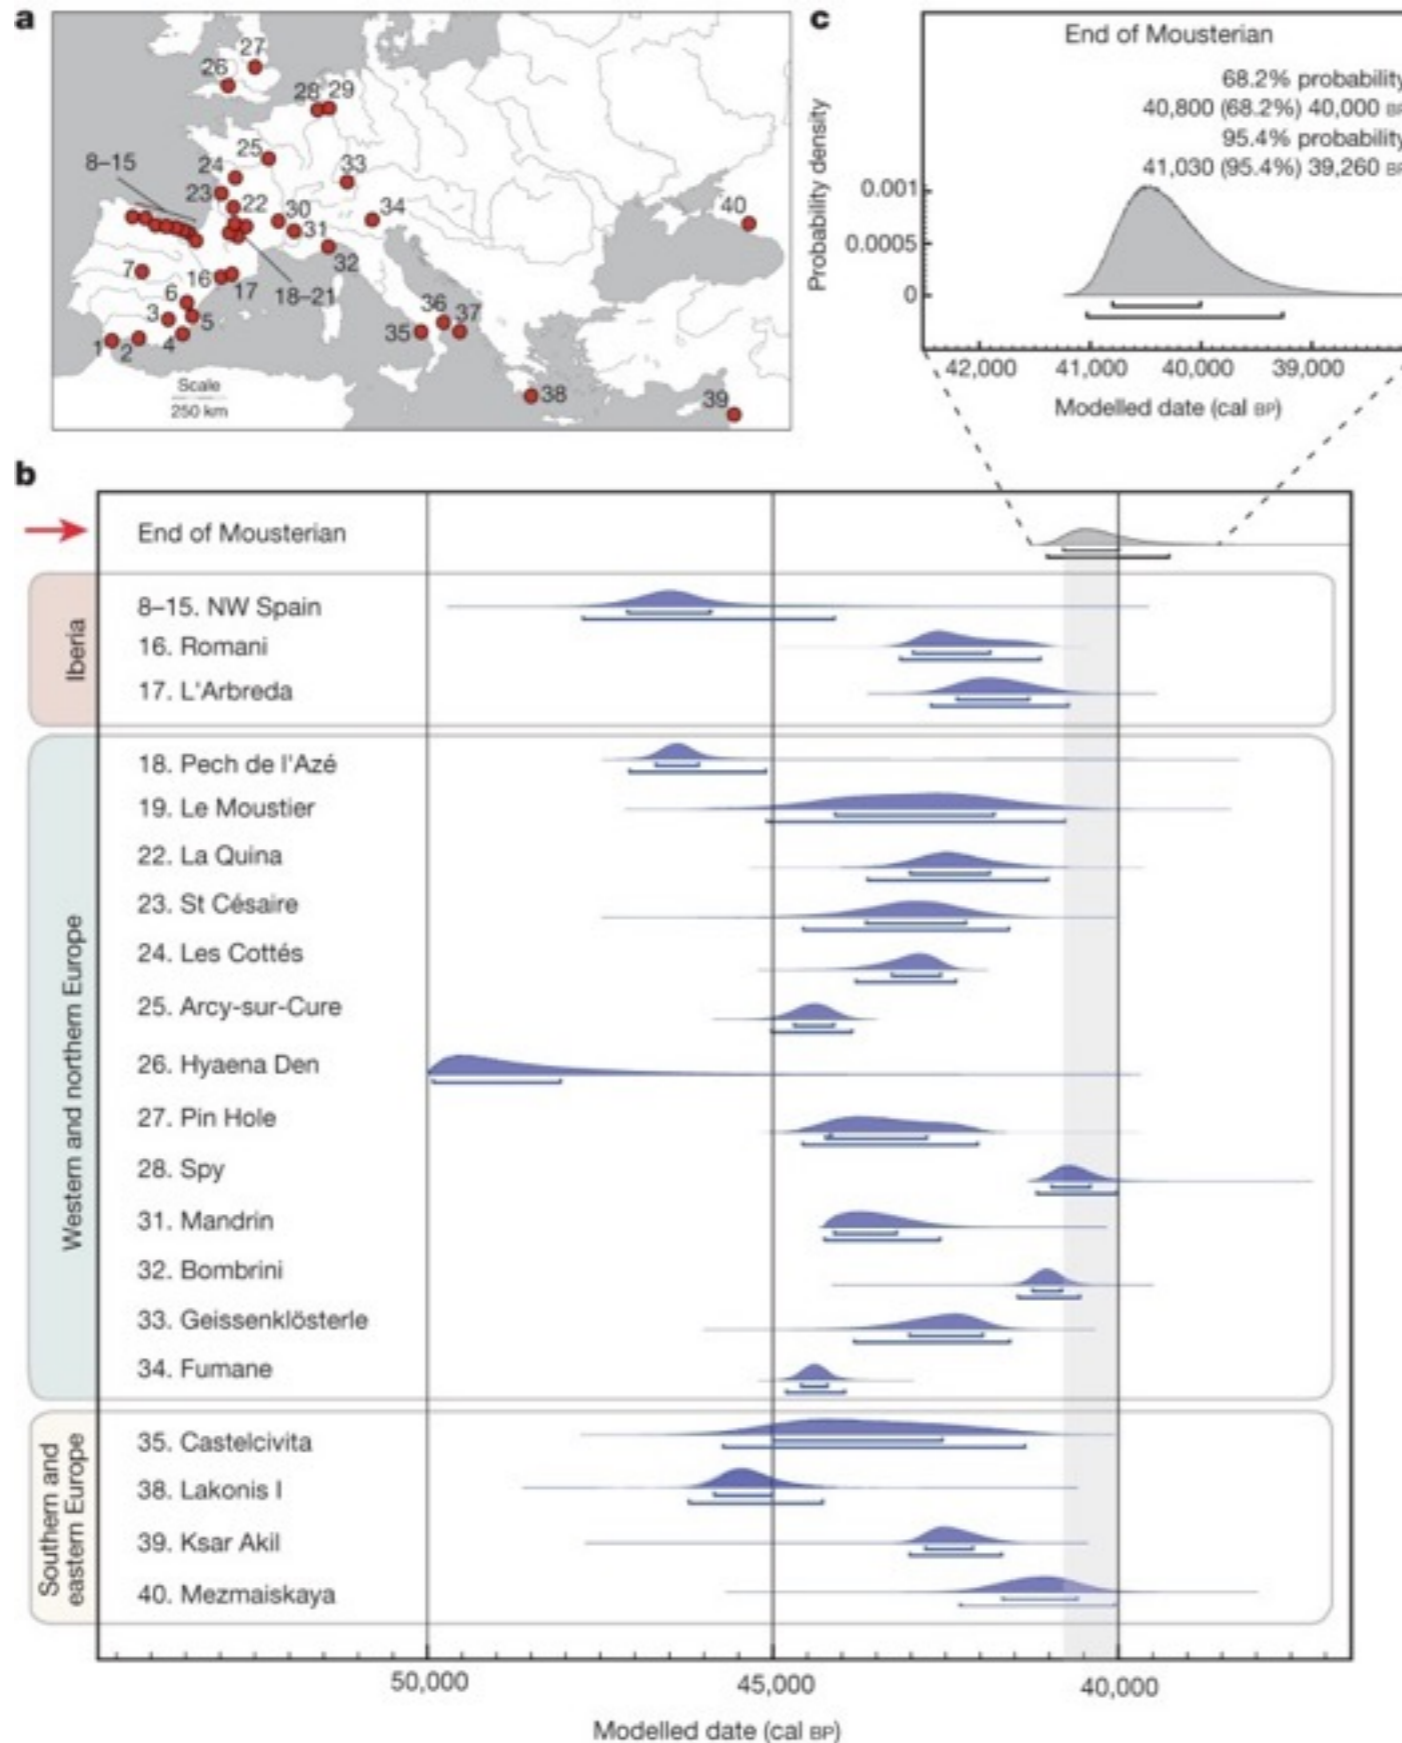 a
27
26
28 29
25
8–15
24
33
23
22
30
34
40
31
32
7
16
17
18–21
6
3
5
36
37
35
1
2
4
38
39
Scale
250 km
c
End of Mousterian
68.2% probability
40,800 (68.2%) 40,000 BP
95.4% probability
41,030 (95.4%) 39,260 BP
Probability density
0.001
0.0005
0
42,000 41,000 40,000 39,000
Modelled date (cal BP)
b
End of Mousterian
Iberia
8–15. NW Spain
16. Romani
17. L'Arbreda
Western and northern Europe
18. Pech de l'Azé
19. Le Moustier
22. La Quina
23. St Césaire
24. Les Cottés
25. Arcy-sur-Cure
26. Hyaena Den
27. Pin Hole
28. Spy
31. Mandrin
32. Bombrini
33. Geissenklösterle
34. Fumane
Southern and
eastern Europe
35. Castelcivita
38. Lakonis I
39. Ksar Akil
40. Mezmaiskaya
50,000 45,000 40,000
Modelled date (cal BP)